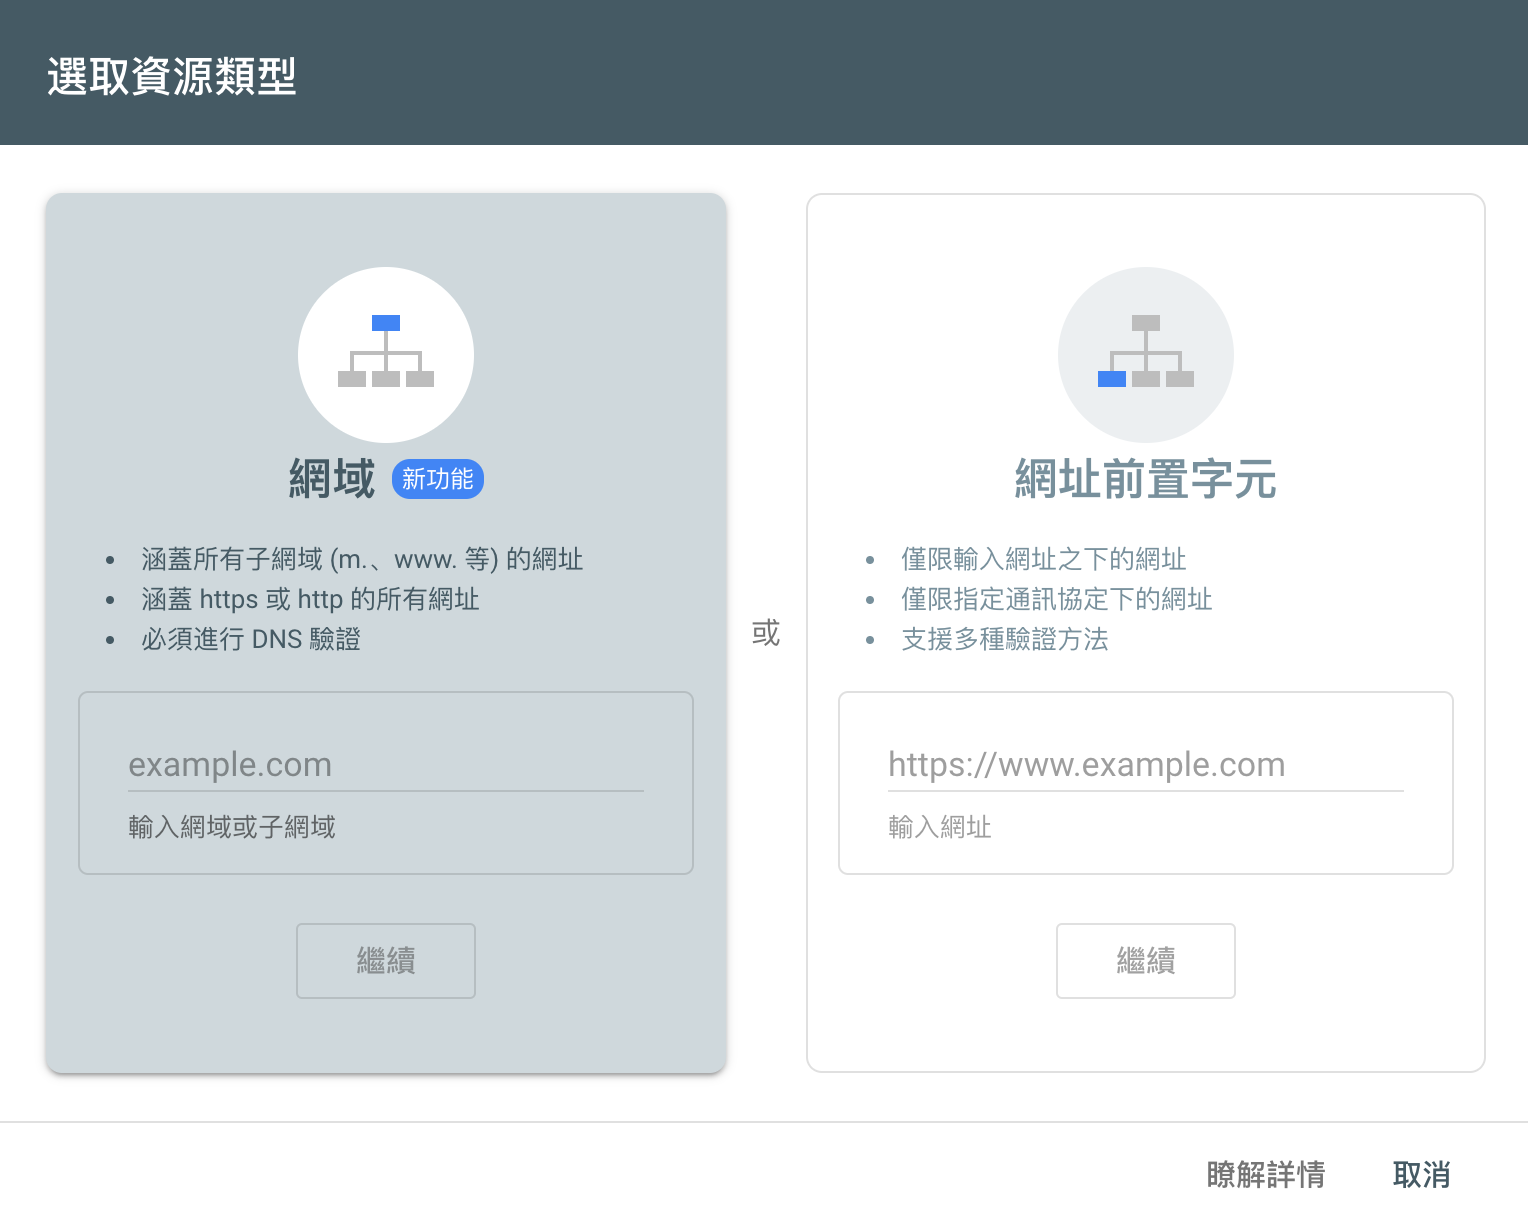 選取資源類型
網域 新功能
涵蓋所有子網域 (m.、www. 等) 的網址
涵蓋 https 或 http 的所有網址
必須進行 DNS 驗證
example.com
輸入網域或子網域
繼續
或
網址前置字元
僅限輸入網址之下的網址
僅限指定通訊協定下的網址
支援多種驗證方法
https://www.example.com
輸入網址
繼續
瞭解詳情 取消